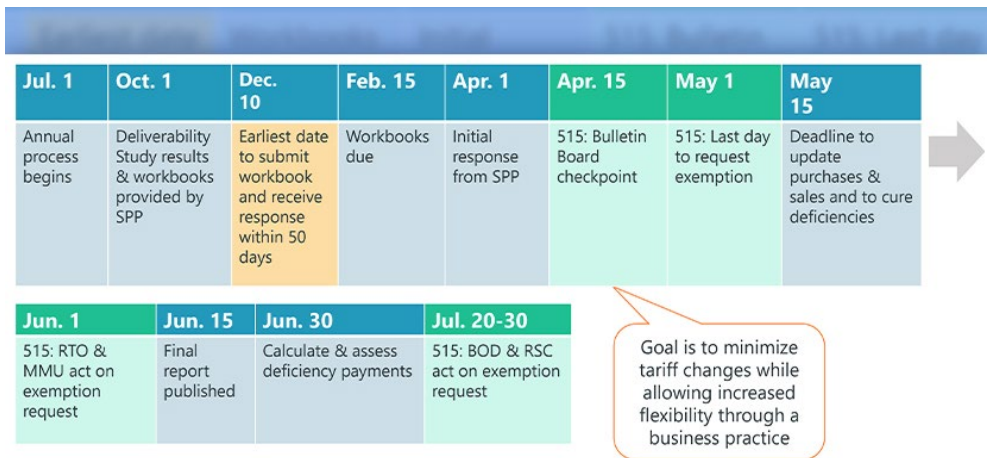 Jul. 1
Oct. 1
Dec.
10
Feb. 15
Apr. 1
Apr. 15
May 1
May
15
Annual
process
begins
Deliverability
Study results
& workbooks
provided by
SPP
Earliest date
to submit
workbook
and receive
response
within 50
days
Workbooks
due
Initial
response
from SPP
515: Bulletin
Board
checkpoint
515: Last day
to request
exemption
Deadline to
update
purchases &
sales and to cure
deficiencies
Jun. 1
Jun. 15
Jun. 30
Jul. 20-30
515: RTO &
MMU act on
exemption
request
Final
report
published
Calculate & assess
deficiency payments
515: BOD & RSC
act on exemption
request
Goal is to minimize
tariff changes while
allowing increased
flexibility through a
business practice